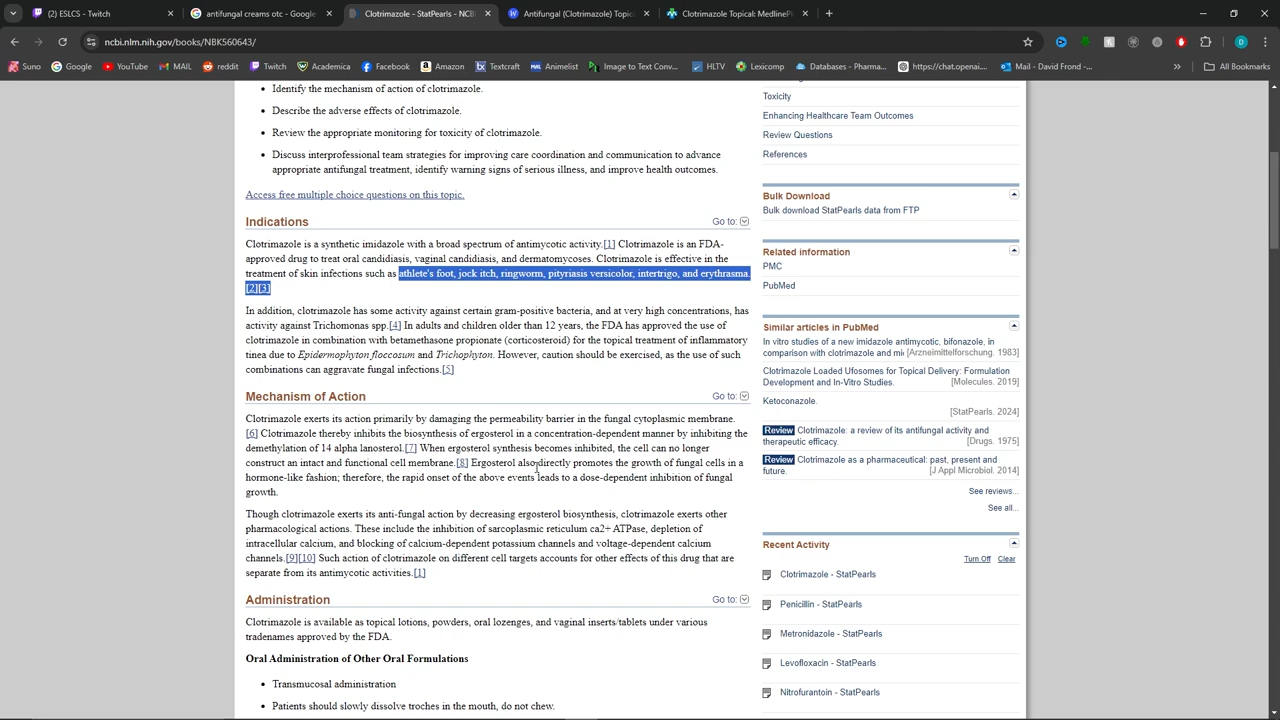 (2) ESL - Twitch
antifungal creams otc - Google
Clotrimazole - StatPearls - NCBI
Antifungal (Clotrimazole) Topic
Clotrimazole Topical: MedlinePl
ncbi.nlm.nih.gov/books/NBK560643/
Suno
Google
YouTube
MAIL
reddit
Twitch
Academica
Facebook
Amazon
Textcraft
Animelist
Image to Text Conv...
HLTV
Lexicomp
Databases - Pharma...
https://chat.openai....
Mail - David Frond -...
All Bookmarks
Identify the mechanism of action of clotrimazole.
Describe the adverse effects of clotrimazole.
Review the appropriate monitoring for toxicity of clotrimazole.
Discuss interprofessional team strategies for improving care coordination and communication to advance
appropriate antifungal treatment, identify warning signs of serious illness, and improve health outcomes.
Access free multiple choice questions on this topic.
Indications
Go to:
Clotrimazole is a synthetic imidazole with a broad spectrum of antimycotic activity.[1] Clotrimazole is an FDA-
approved drug to treat oral candidiasis, vaginal candidiasis, and dermatomycoses. Clotrimazole is effective in the
treatment of skin infections such as athlete's foot, jock itch, ringworm, pityriasis versicolor, intertrigo, and erythrasma.
[2][3]
In addition, clotrimazole has some activity against certain gram-positive bacteria, and at very high concentrations, has
activity against Trichomonas spp.[4] In adults and children older than 12 years, the FDA has approved the use of
clotrimazole in combination with betamethasone propionate (corticosteroid) for the topical treatment of inflammatory
tinea due to Epidermophyton floccosum and Trichophyton. However, caution should be exercised, as the use of such
combinations can aggravate fungal infections.[5]
Mechanism of Action
Go to:
Clotrimazole exerts its action primarily by damaging the permeability barrier in the fungal cytoplasmic membrane.
[6] Clotrimazole thereby inhibits the biosynthesis of ergosterol in a concentration-dependent manner by inhibiting the
demethylation of 14 alpha lanosterol.[7] When ergosterol synthesis becomes inhibited, the cell can no longer
construct an intact and functional cell membrane.[8] Ergosterol also directly promotes the growth of fungal cells in a
hormone-like fashion; therefore, the rapid onset of the above events leads to a dose-dependent inhibition of fungal
growth.
Though clotrimazole exerts its anti-fungal action by decreasing ergosterol biosynthesis, clotrimazole exerts other
pharmacological actions. These include the inhibition of sarcoplasmic reticulum ca2+ATPase, depletion of
intracellular calcium, and blocking of calcium-dependent potassium channels and voltage-dependent calcium
channels.[9][10] Such action of clotrimazole on different cell targets accounts for other effects of this drug that are
separate from its antimycotic activities.[1]
Administration
Go to:
Clotrimazole is available as topical lotions, powders, oral lozenges, and vaginal inserts/tablets under various
tradenames approved by the FDA.
Oral Administration of Other Oral Formulations
Transmucosal administration
Patients should slowly dissolve troches in the mouth, do not chew.
Toxicity
Enhancing Healthcare Team Outcomes
Review Questions
References
Bulk Download
Bulk download StatPearls data from FTP
Related information
PMC
PubMed
Similar articles in PubMed
In vitro studies of a new imidazole antimycotic, bifonazole, in
comparison with clotrimazole and mi [Arzneimittelforschung. 1983]
Clotrimazole Loaded Ufosomes for Topical Delivery: Formulation
Development and In-Vitro Studies. [Molecules. 2019]
Ketoconazole.
[StatPearls. 2024]
Review Clotrimazole: a review of its antifungal activity and
therapeutic efficacy. [Drugs. 1975]
Review Clotrimazole as a pharmaceutical: past, present and
future. [J Appl Microbiol. 2014]
See reviews...
See all...
Recent Activity
Turn Off Clear
Clotrimazole - StatPearls
Penicillin - StatPearls
Metronidazole - StatPearls
Levofloxacin - StatPearls
Nitrofurantoin - StatPearls